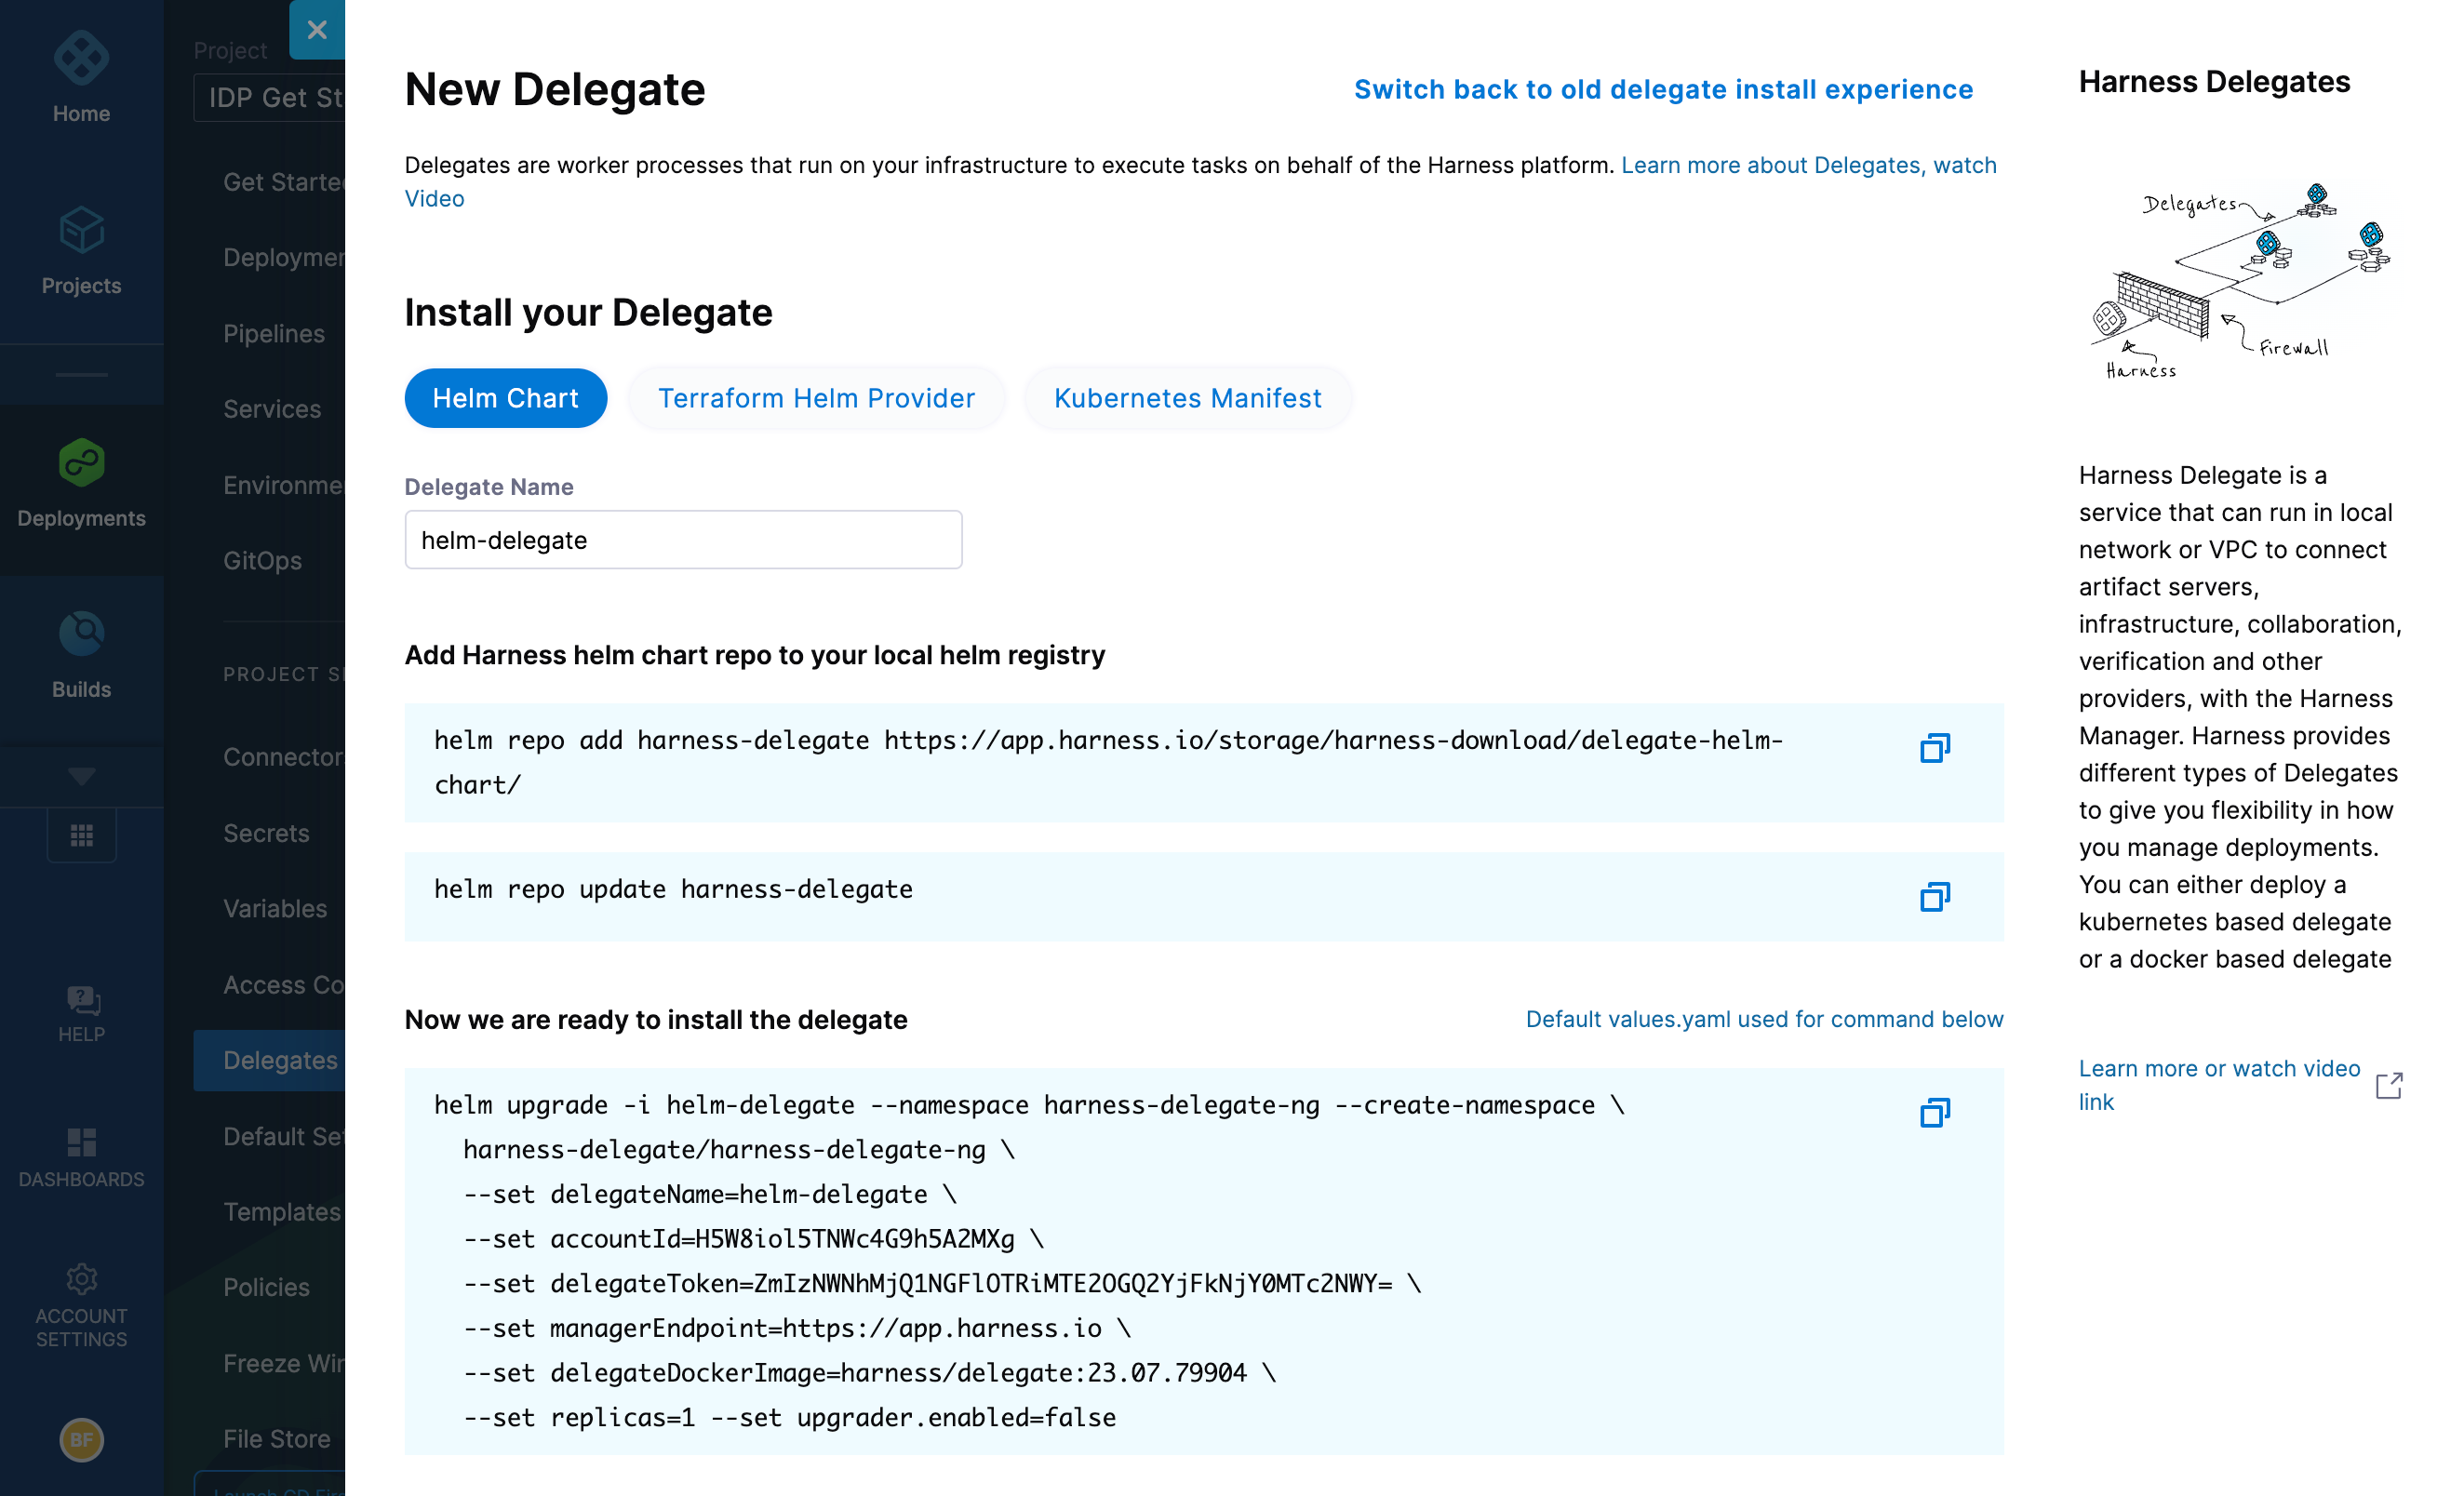 Home
Projects
Deployments
Builds
HELP
DASHBOARDS
ACCOUNT
SETTINGS
BF
Project
IDP Get St
Get Starte
Deploymer
Pipelines
Services
Environme
GitOps
PROJECT S
Connector
Secrets
Variables
Access Co
Delegates
Default Se
Templates
Policies
Freeze Wir
File Store
New Delegate
Switch back to old delegate install experience
Delegates are worker processes that run on your infrastructure to execute tasks on behalf of the Harness platform. Learn more about Delegates, watch
Video
Install your Delegate
Helm Chart
Terraform Helm Provider
Kubernetes Manifest
Delegate Name
helm-delegate
Add Harness helm chart repo to your local helm registry
helm repo add harness-delegate https://app.harness.io/storage/harness-download/delegate-helm-
chart/
helm repo update harness-delegate
Now we are ready to install the delegate
Default values.yaml used for command below
helm upgrade -i helm-delegate --namespace harness-delegate-ng --create-namespace \
harness-delegate/harness-delegate-ng \
--set delegateName=helm-delegate \
--set accountId=H5W8iol5TNWc4G9h5A2MXg \
--set delegateToken=ZmIzNWNhMjQ1NGFlOTRiMTE2OGQ2YjFkNjY0MTc2NWY= \
--set managerEndpoint=https://app.harness.io \
--set delegateDockerImage=harness/delegate:23.07.79904 \
--set replicas=1 --set upgrader.enabled=false
Harness Delegates
Delegates
Firewall
Harness
Harness Delegate is a
service that can run in local
network or VPC to connect
artifact servers,
infrastructure, collaboration,
verification and other
providers, with the Harness
Manager. Harness provides
different types of Delegates
to give you flexibility in how
you manage deployments.
You can either deploy a
kubernetes based delegate
or a docker based delegate
Learn more or watch video
link